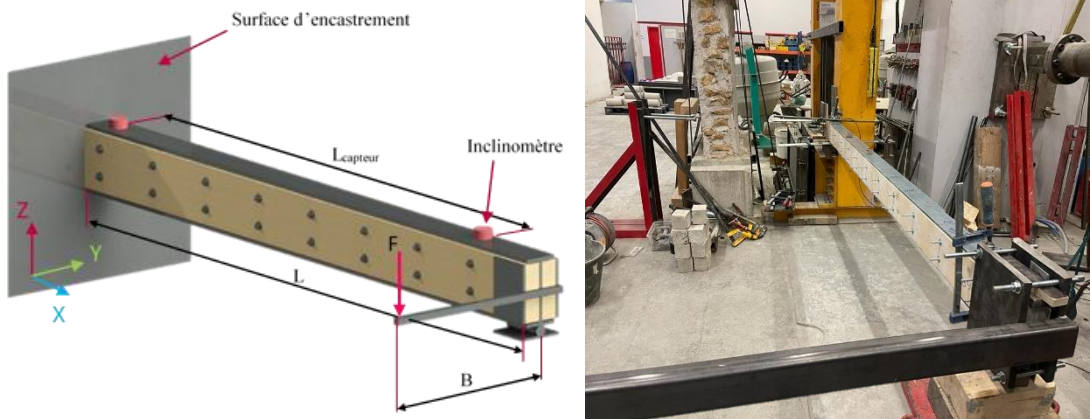 Surface d'encastrement
Lcapteur
Inclinomètre
Z
Y
X
F
L
B